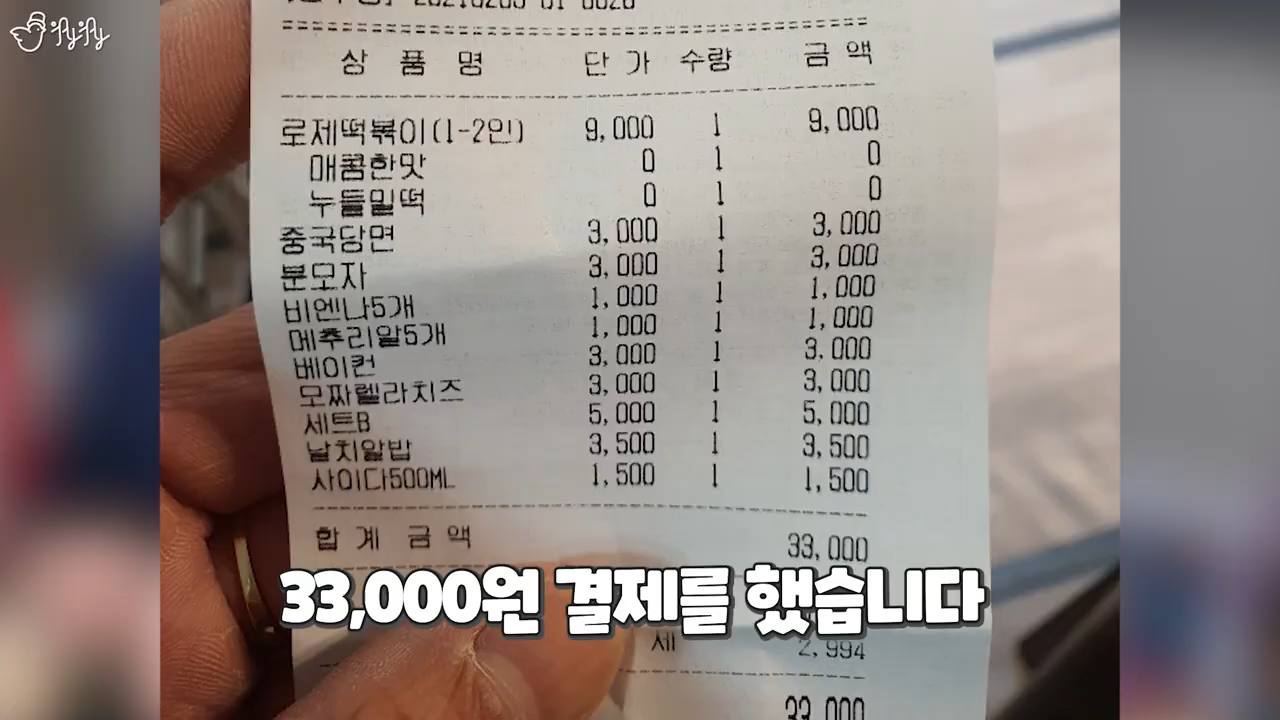 상 품 명 단 가 수량 금 액
로제떡볶이(1-2인) 9,000 1 9,000
매콤한맛 0 1 0
누들밀떡 0 1 0
중국당면 3,000 1 3,000
분모자 3,000 1 3,000
비엔나5개 1,000 1 1,000
메추리알5개 1,000 1 1,000
베이컨 3,000 1 3,000
모짜렐라치즈 3,000 1 3,000
세트B 5,000 1 5,000
날치알밥 3,500 1 3,500
사이다500ML 1,500 1 1,500
합 계 금 액 33,000
33,000원 결제를 했습니다
세 2,994
33,000